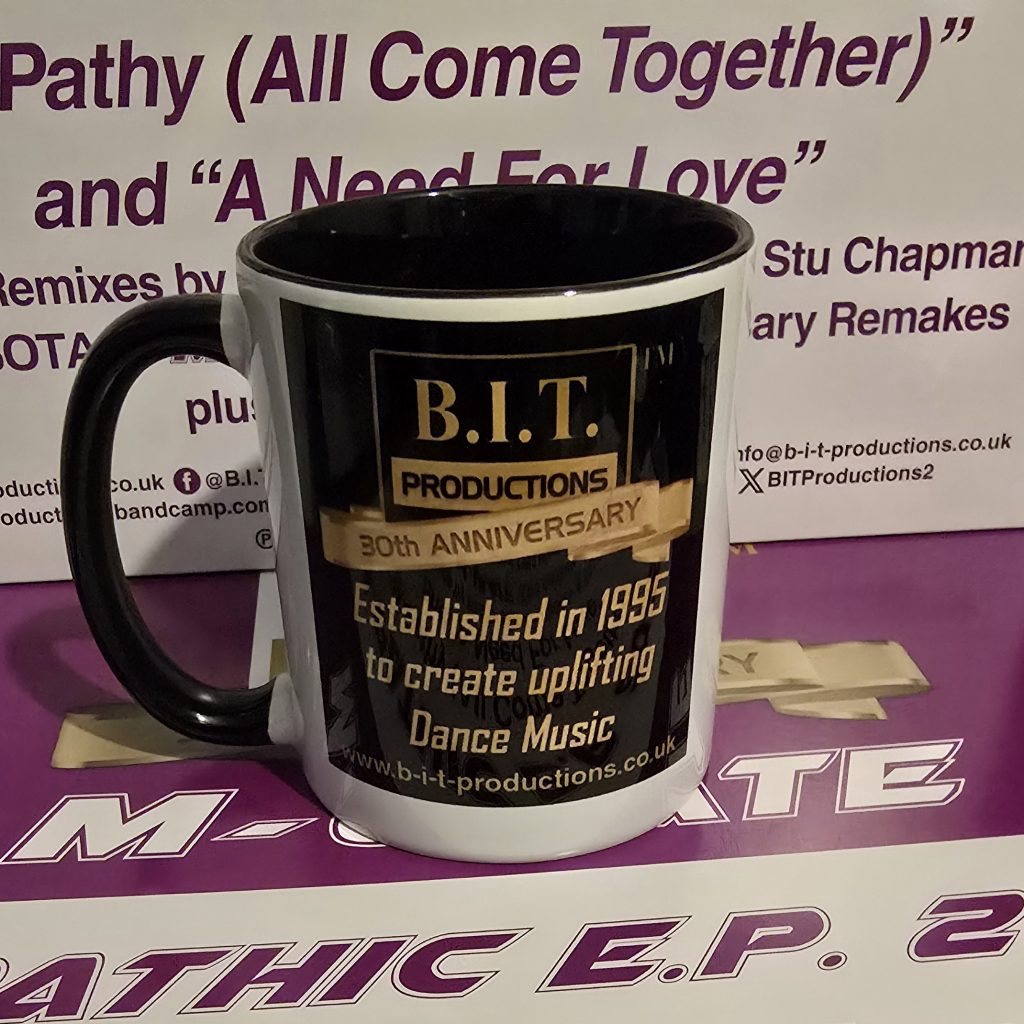 Pathy (All Come Together)”
and “A Need For Love”
Remixes by
Stu Chapman
ary Remakes
plus
nfo@b-i-t-productions.co.uk
co.uk @B.I.T
BITProductions2
bandcamp.com
℗
B.I.T.
TM
PRODUCTIONS
30th ANNIVERSARY
Established in 1995
to create uplifting
Dance Music
www.b-i-t-productions.co.uk
RY
M-
ATE
ATHIC E.P. 2